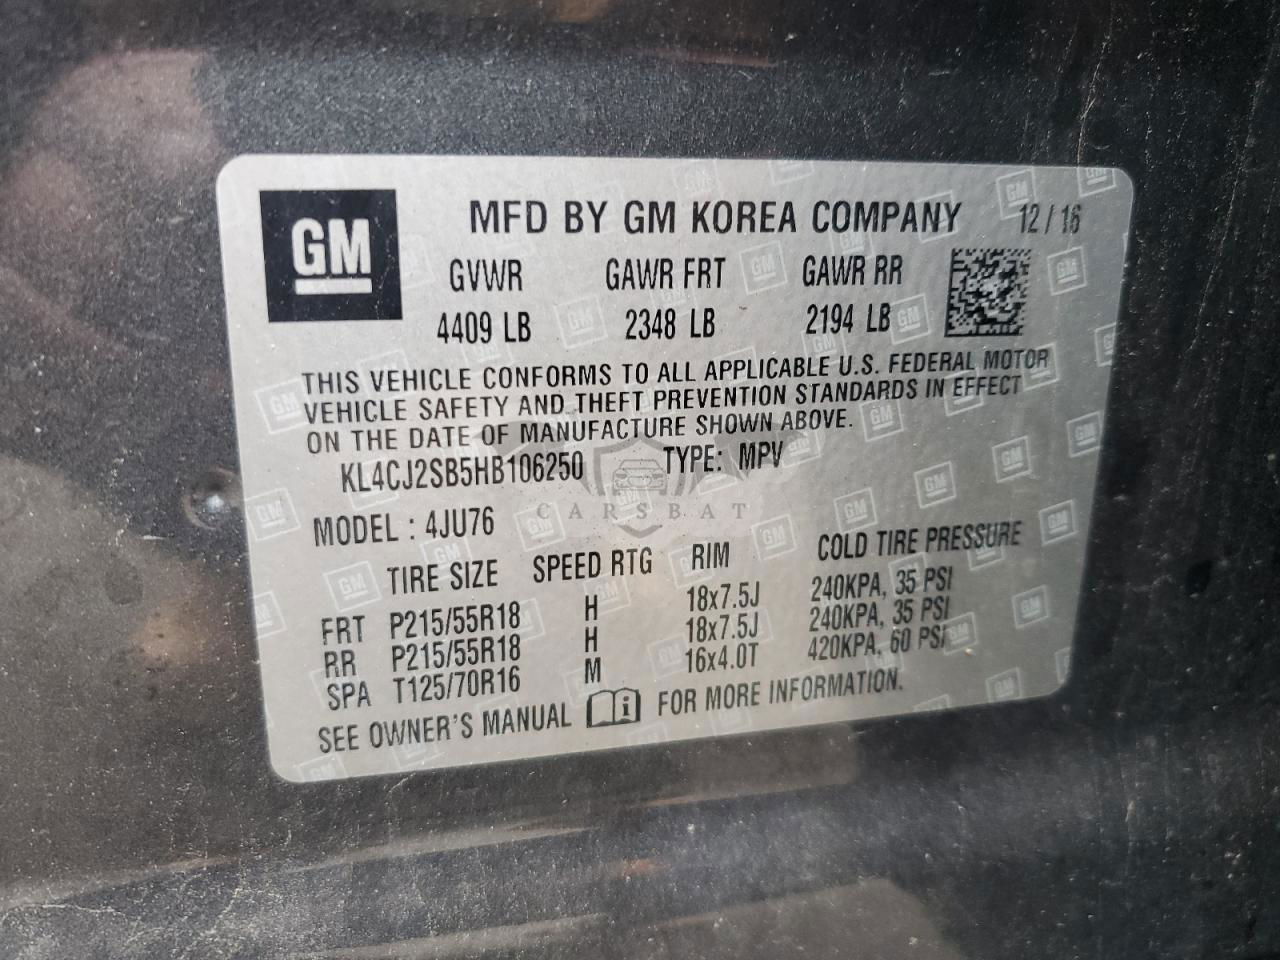 GM
MFD BY GM KOREA COMPANY 12/16
GVWR GAWR FRT GAWR RR
4409 LB 2348 LB 2194 LB
THIS VEHICLE CONFORMS TO ALL APPLICABLE U.S. FEDERAL MOTOR
VEHICLE SAFETY AND THEFT PREVENTION STANDARDS IN EFFECT
ON THE DATE OF MANUFACTURE SHOWN ABOVE.
KL4CJ2SB5HB106250 TYPE: MPV
CARSBAT
MODEL : 4JU76
TIRE SIZE SPEED RTG RIM COLD TIRE PRESSURE
FRT P215/55R18 H 18x7.5J 240KPA, 35 PSI
RR P215/55R18 H 18x7.5J 240KPA, 35 PSI
SPA T125/70R16 M 16x4.0T 420KPA, 60 PSI
SEE OWNER'S MANUAL i FOR MORE INFORMATION.